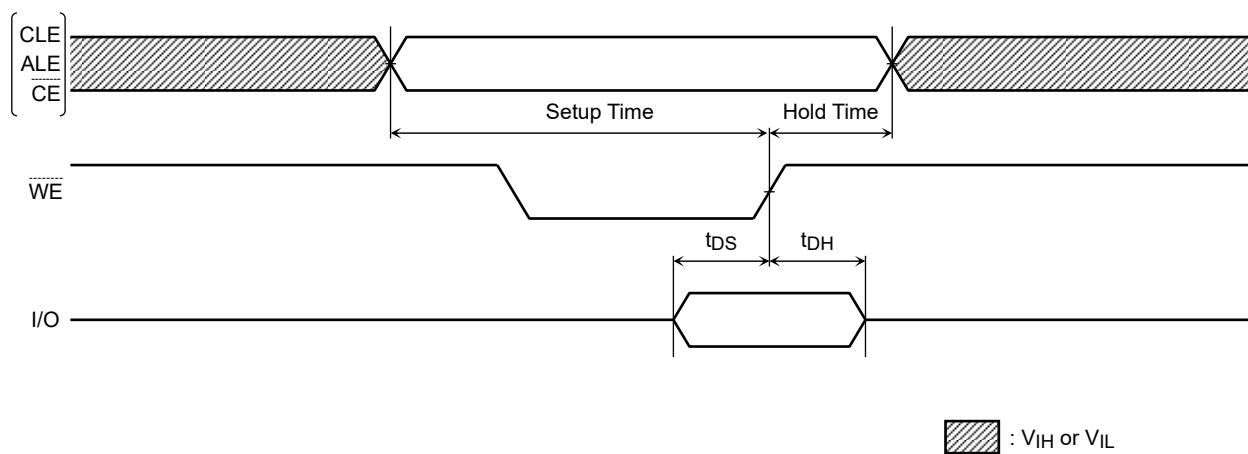 CLE
ALE
CE
Setup Time
Hold Time
WE
tDS
tDH
I/O
: VIH or VIL